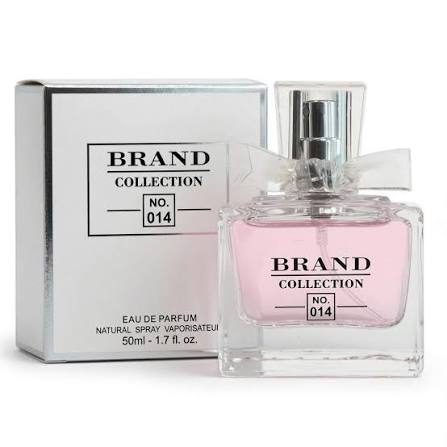 BRAND
COLLECTION
NO.
014
EAU DE PARFUM
NATURAL SPRAY VAPORISATEUR
50ml - 1.7 fl. oz.
BRAND
COLLECTION
NO.
014